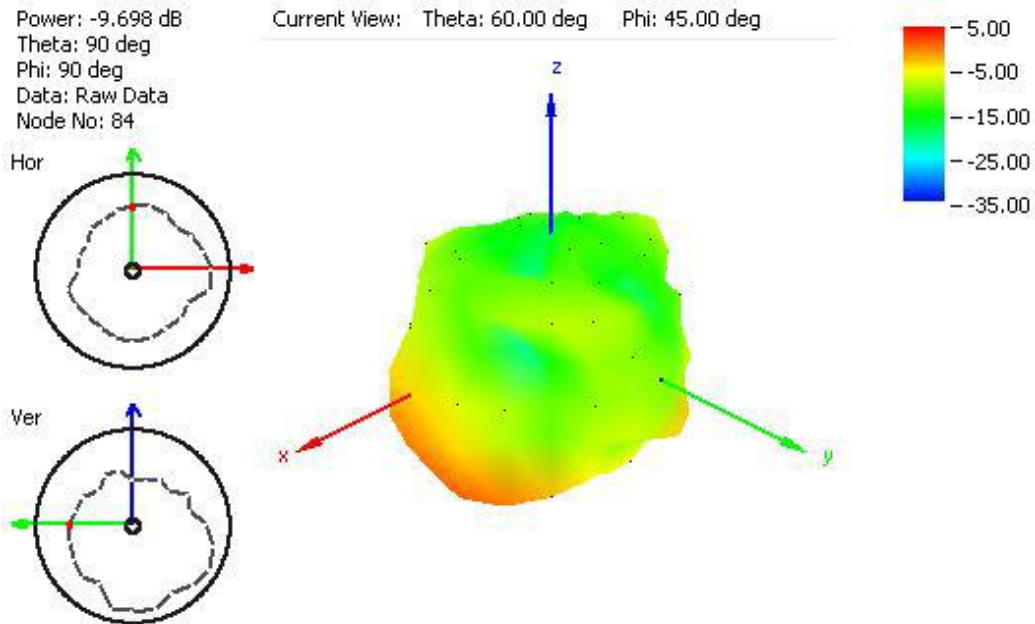 Power: -9.698 dB
Theta: 90 deg
Phi: 90 deg
Data: Raw Data
Node No: 84
Current View: Theta: 60.00 deg Phi: 45.00 deg
5.00
-5.00
-15.00
-25.00
-35.00
Hor
Ver
z
x
y